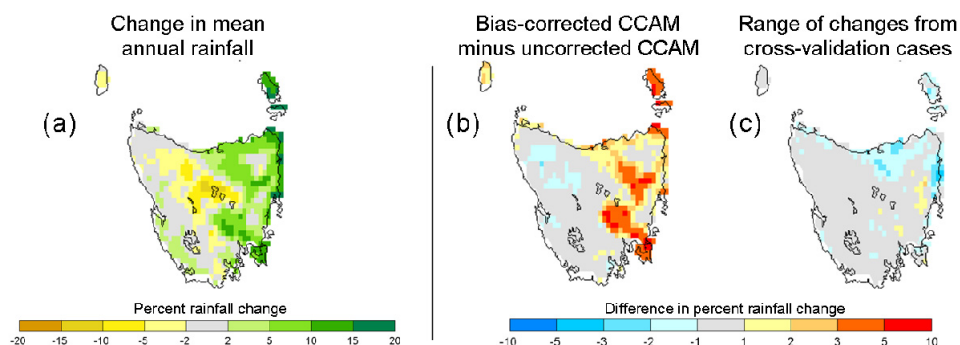 Change in mean
annual rainfall
Bias-corrected CCAM
minus uncorrected CCAM
Range of changes from
cross-validation cases
(a)
(b)
(c)
Percent rainfall change
-20 -15 -10 -5 -2 2 5 10 15 20
Difference in percent rainfall change
-10 -5 -3 -2 -1 1 2 3 5 10